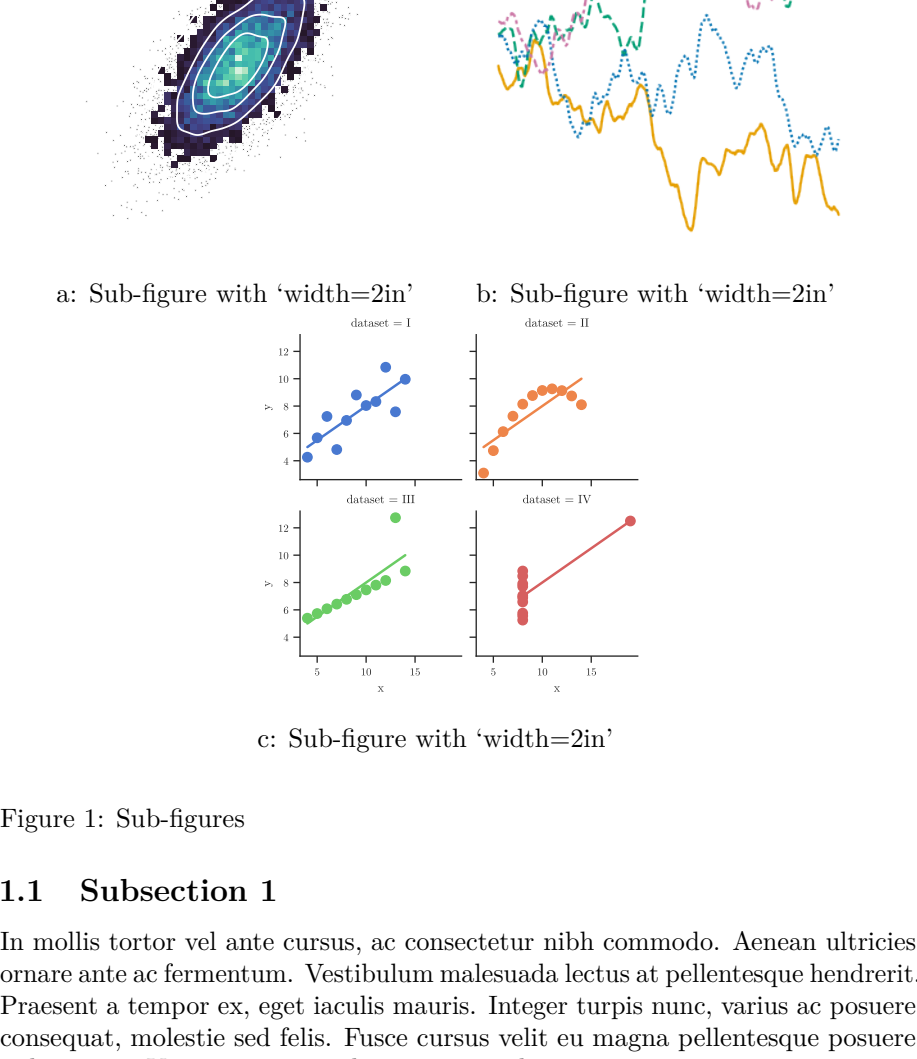 a: Sub-figure with ‘width=2in’
b: Sub-figure with ‘width=2in’
dataset = I
dataset = II
12
10
8
6
4
y
dataset = III
dataset = IV
12
10
8
6
4
y
5 10 15
5 10 15
x
x
c: Sub-figure with ‘width=2in’
Figure 1: Sub-figures
1.1 Subsection 1
In mollis tortor vel ante cursus, ac consectetur nibh commodo. Aenean ultricies
ornare ante ac fermentum. Vestibulum malesuada lectus at pellentesque hendrerit.
Praesent a tempor ex, eget iaculis mauris. Integer turpis nunc, varius ac posuere
consequat, molestie sed felis. Fusce cursus velit eu magna pellentesque posuere